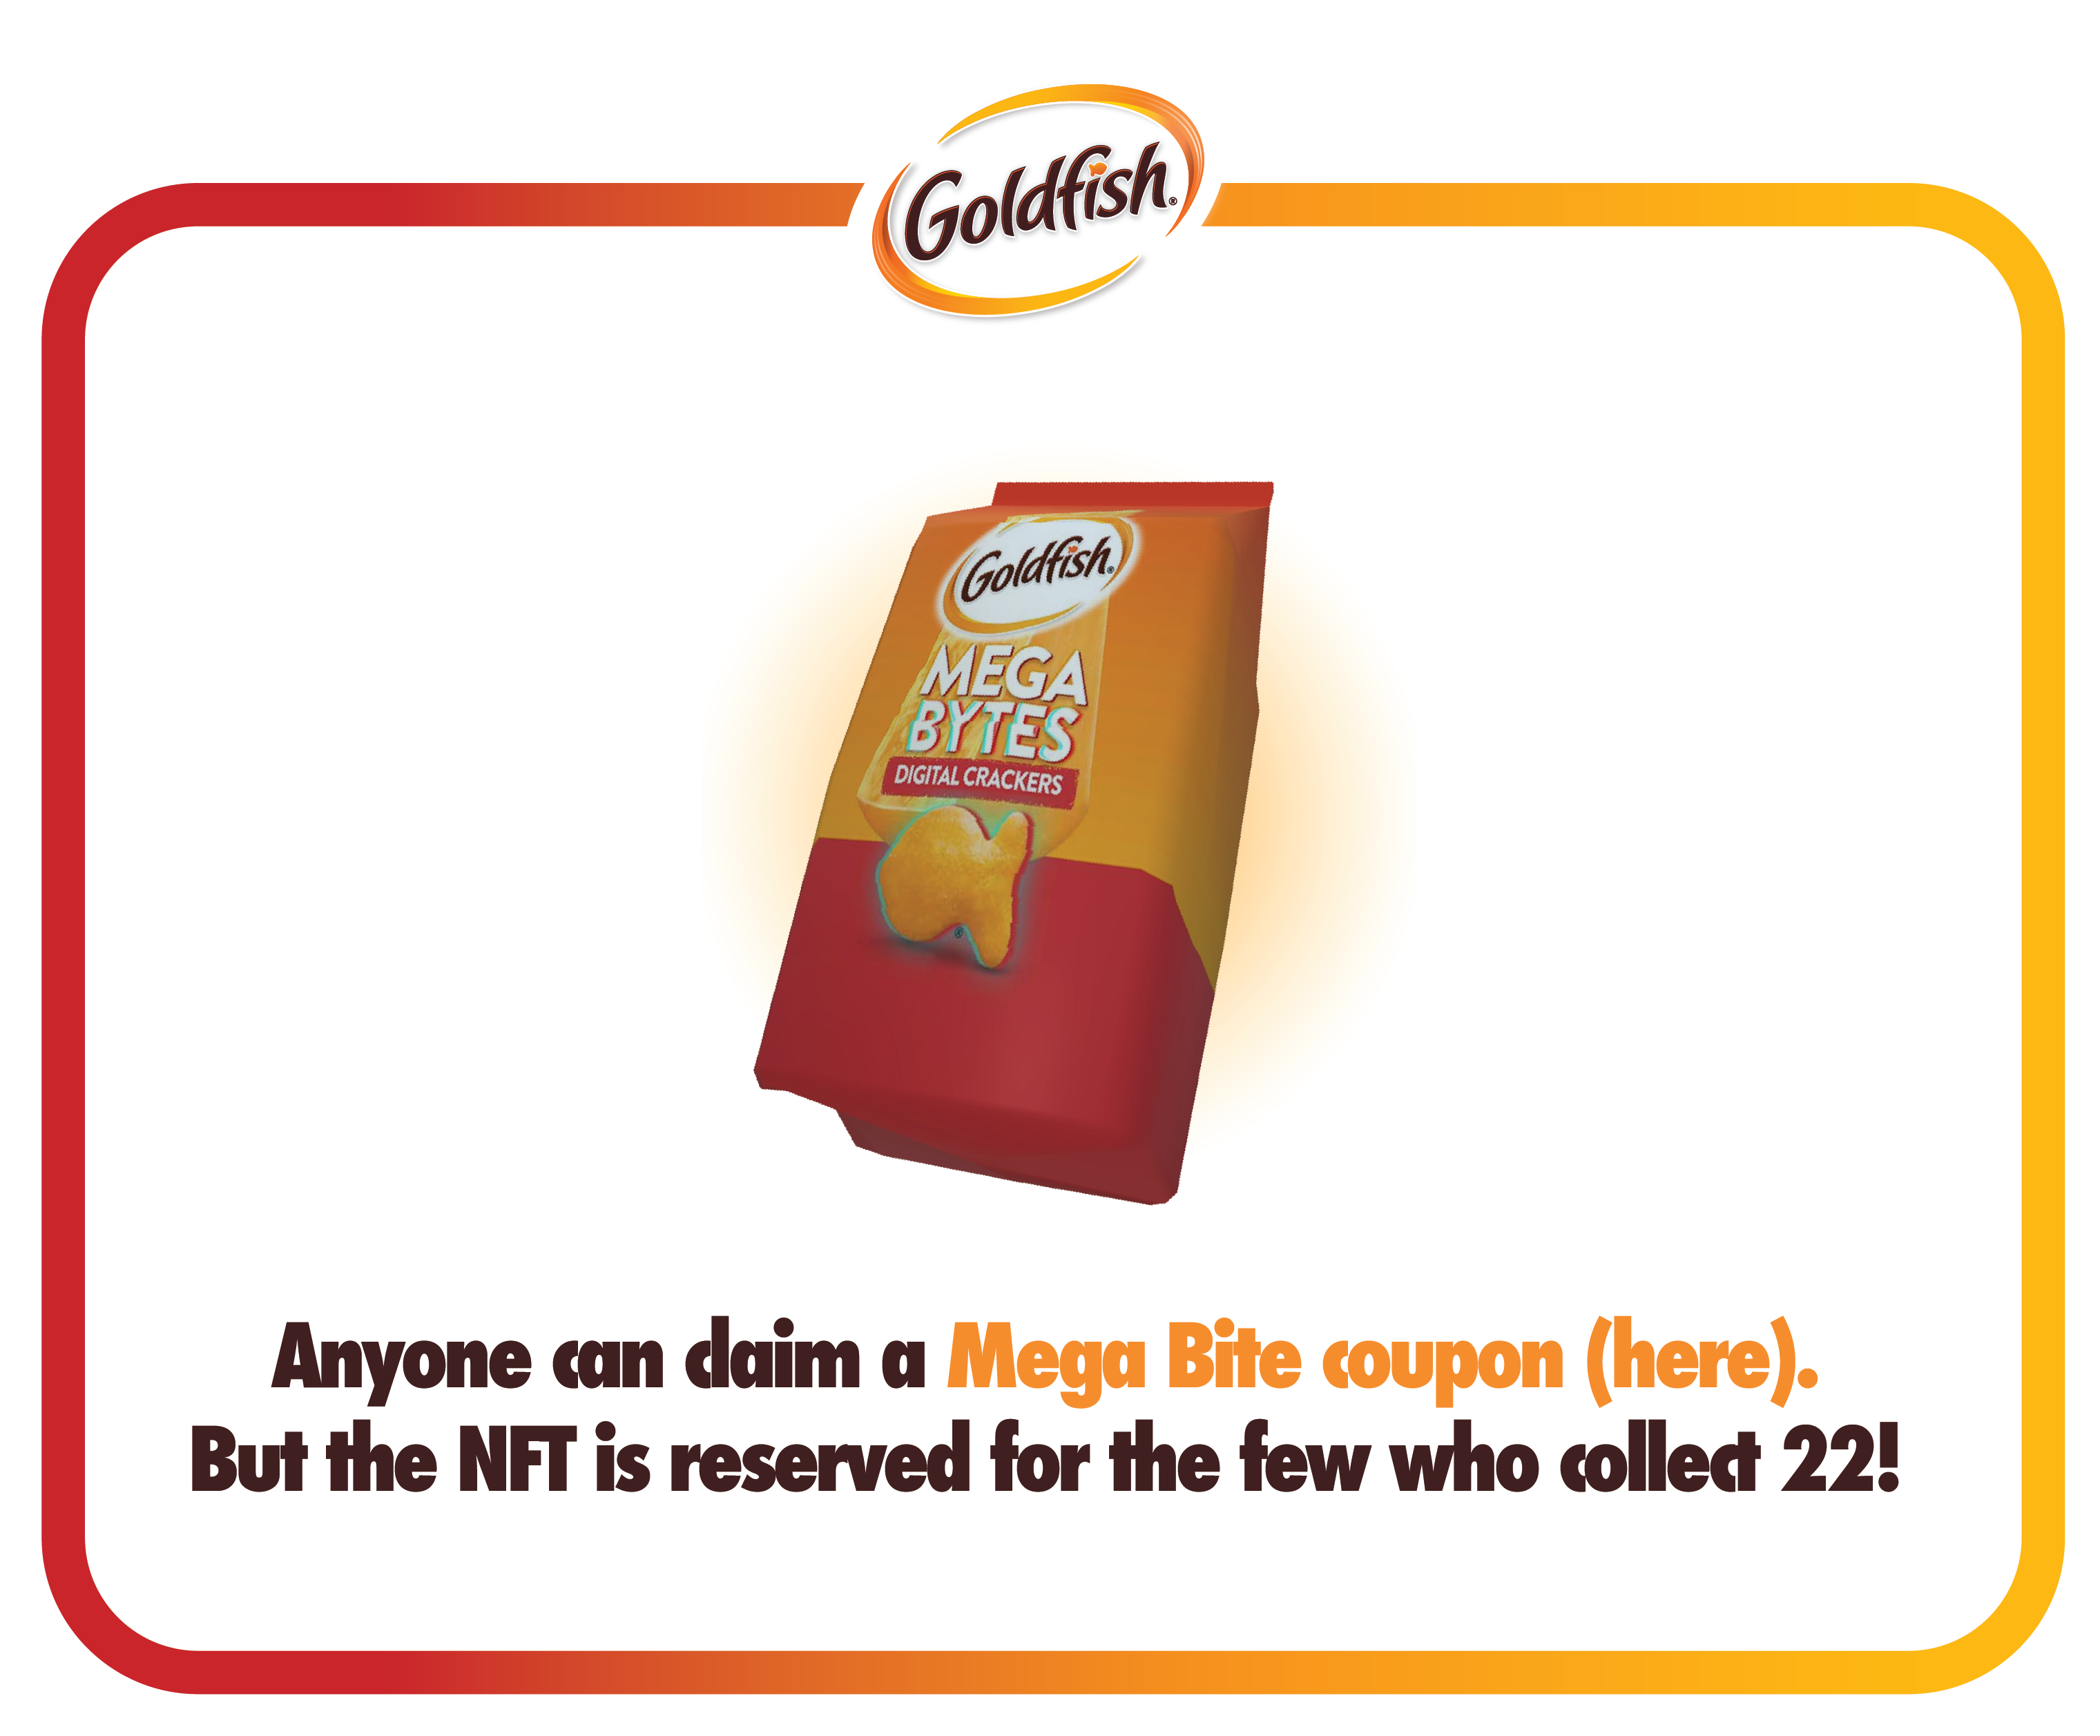 Goldfish®
Goldfish®
MEGA
BYTES
DIGITAL CRACKERS
®
Anyone can claim a Mega Bite coupon (here).
But the NFT is reserved for the few who collect 22!